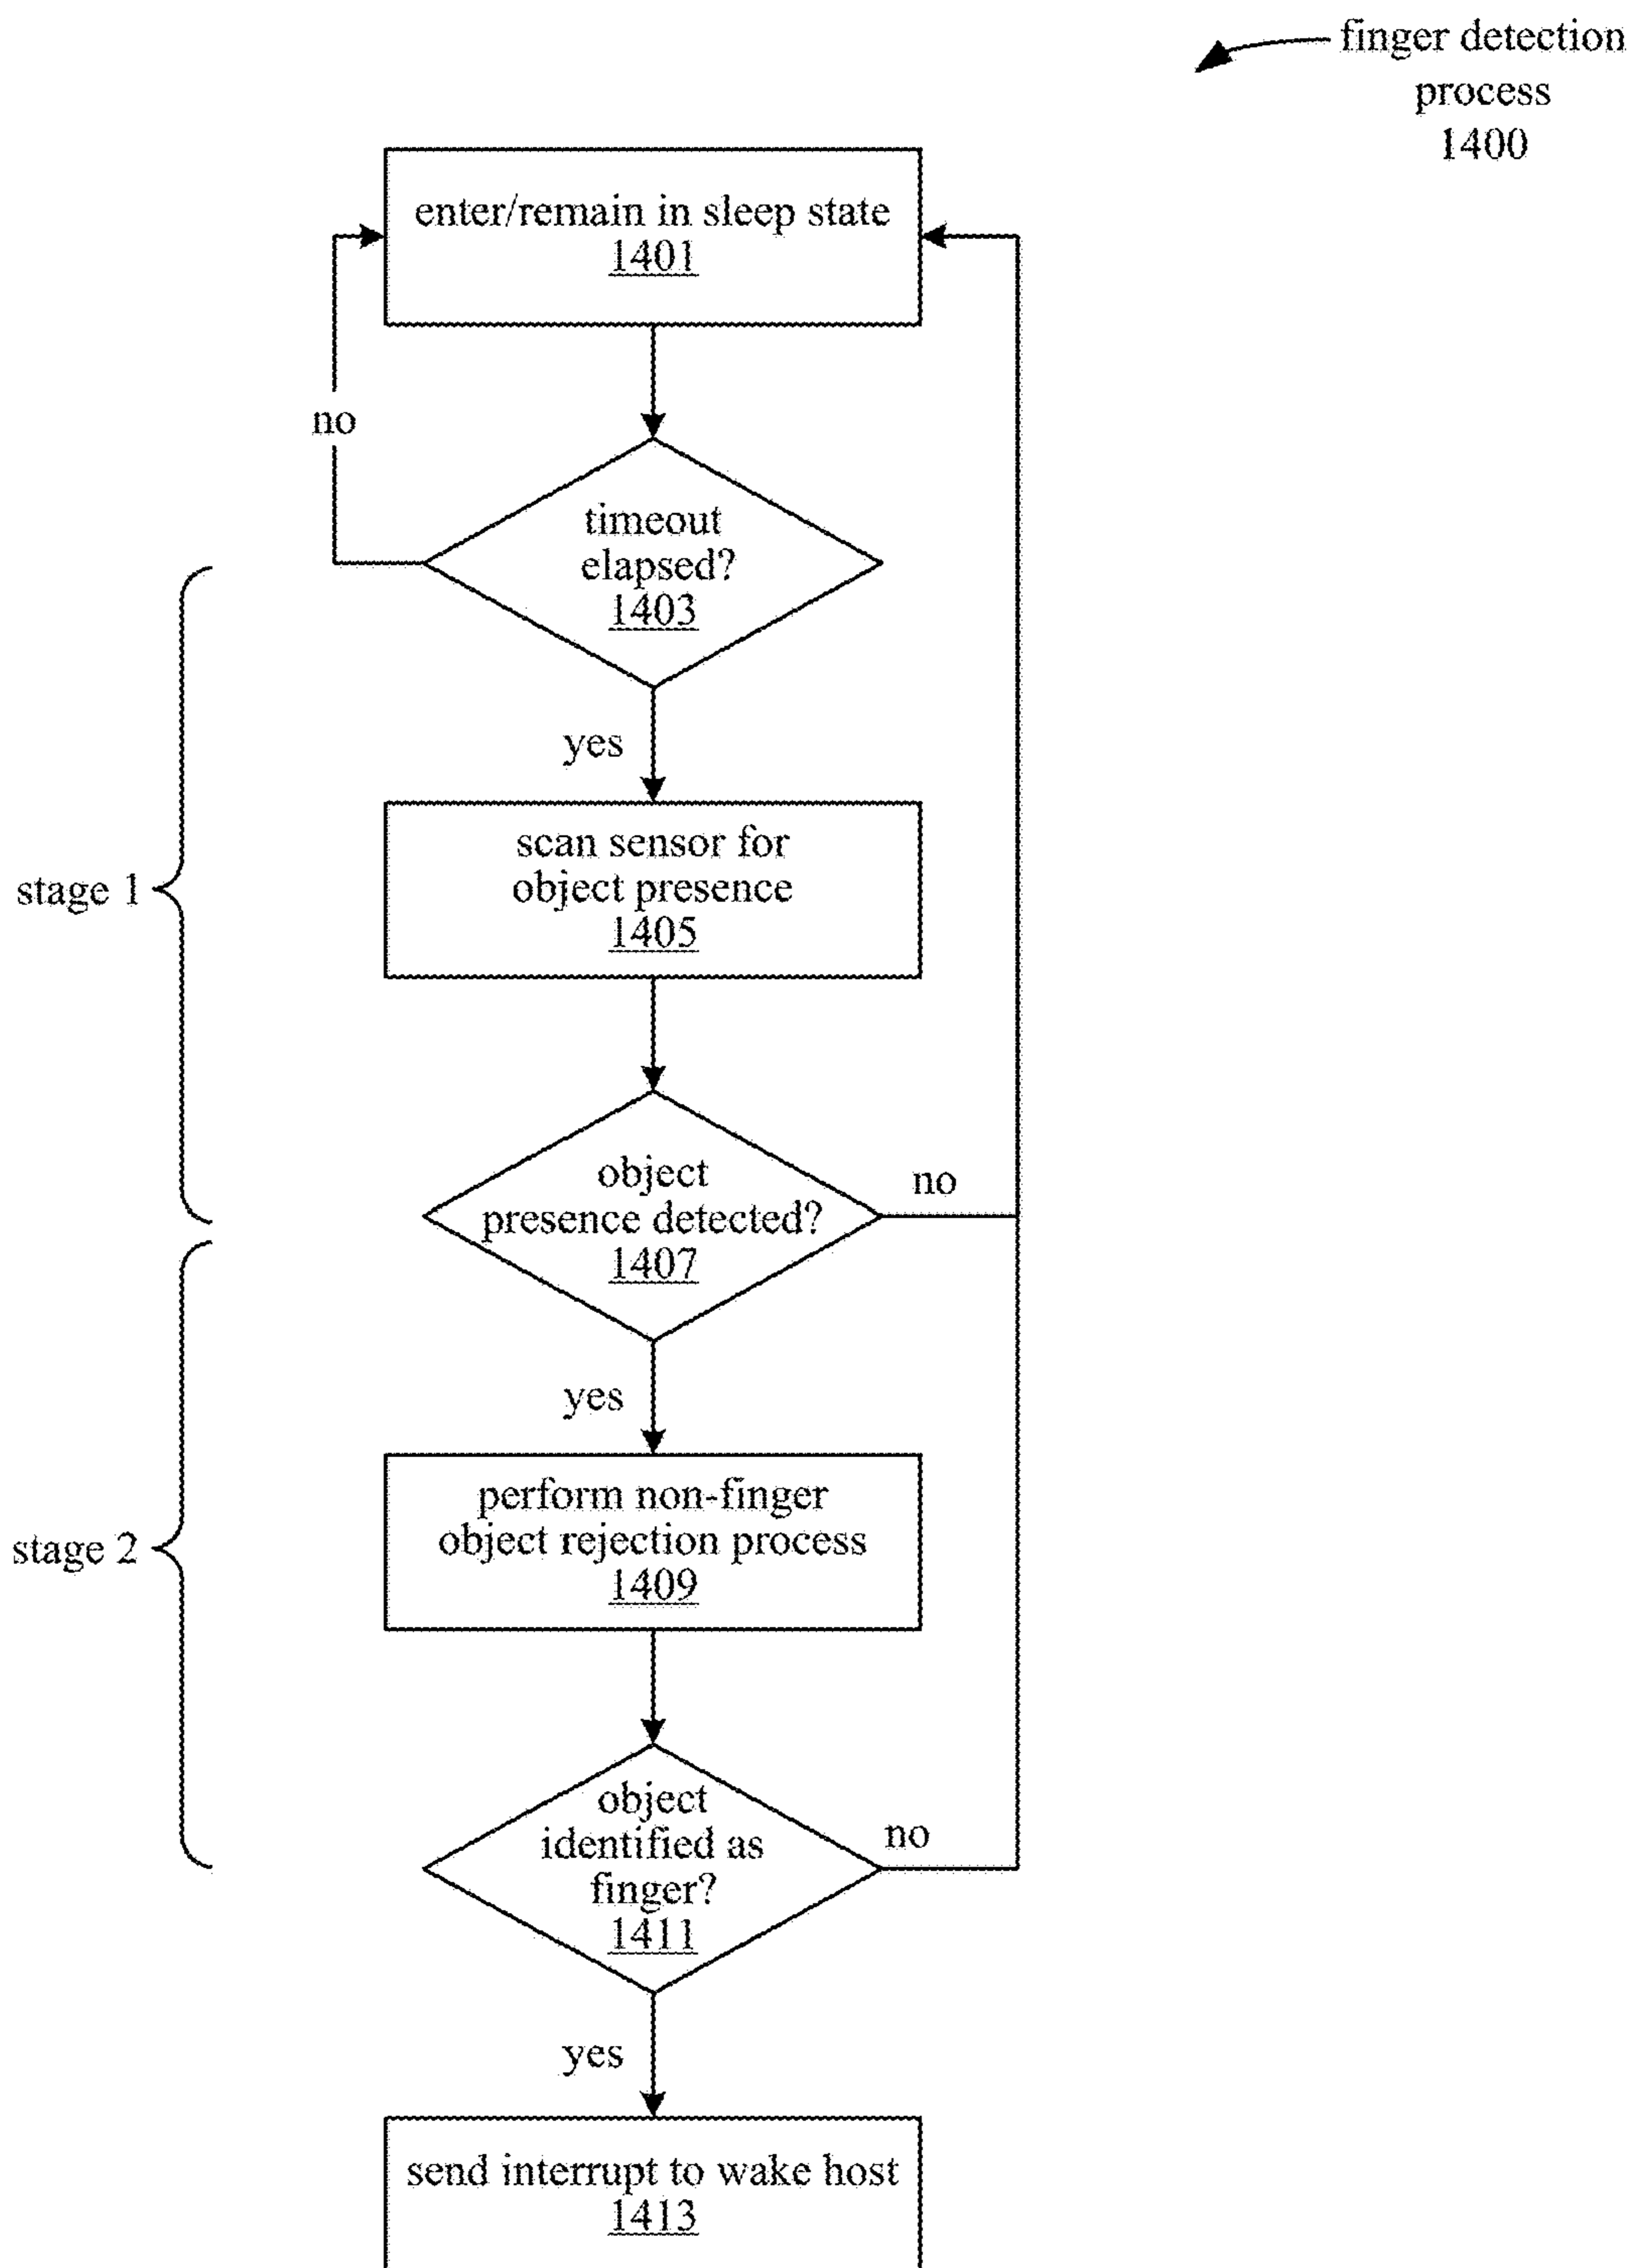 finger detection
process
1400
enter/remain in sleep state
1401
no
timeout
elapsed?
1403
yes
scan sensor for
object presence
1405
stage 1
object
presence detected?
1407
no
yes
perform non-finger
object rejection process
1409
stage 2
object
identified as
finger?
1411
no
yes
send interrupt to wake host
1413